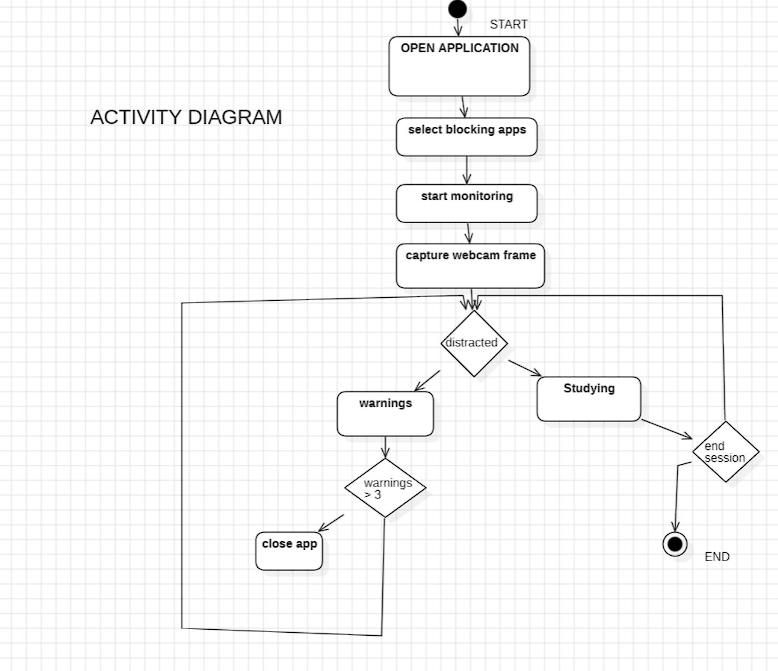 START
OPEN APPLICATION
ACTIVITY DIAGRAM
select blocking apps
start monitoring
capture webcam frame
distracted
warnings
Studying
end
session
warnings
> 3
close app
END